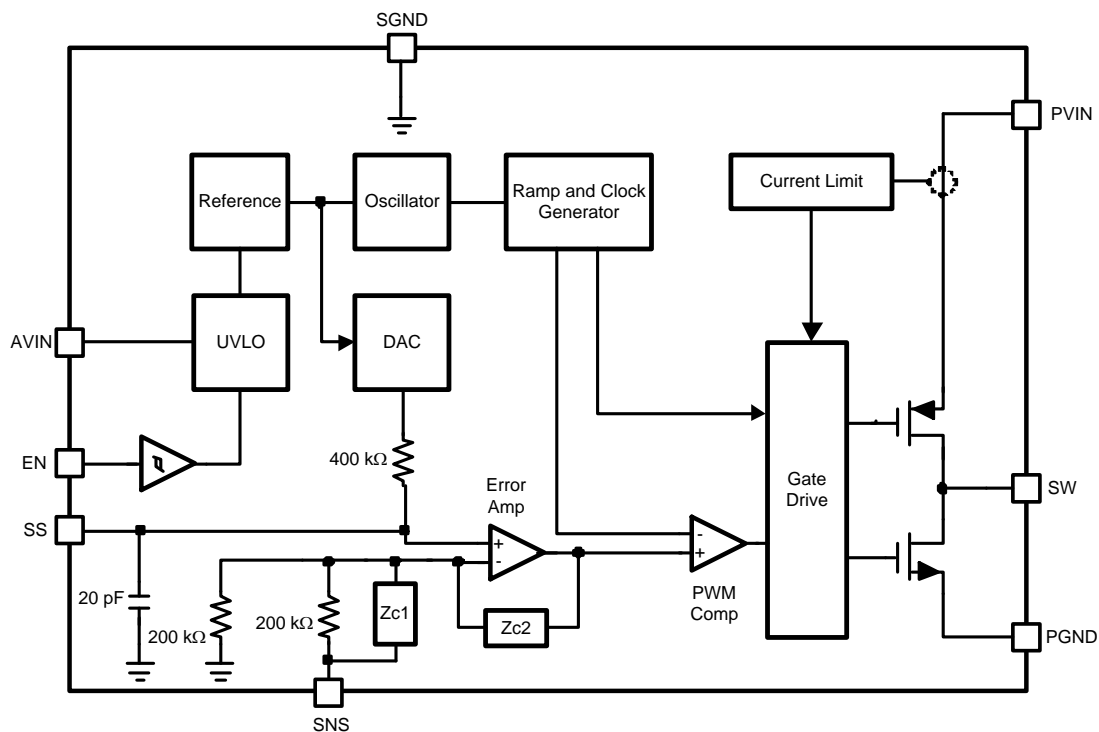 SGND
PVIN
Reference
Oscillator
Ramp and Clock
Generator
Current Limit
AVIN
UVLO
DAC
EN
400 kΩ
Error
Amp
Gate
Drive
SW
SS
+
-
-
+
PWM
Comp
20 pF
200 kΩ
200 kΩ
Zc1
Zc2
PGND
SNS